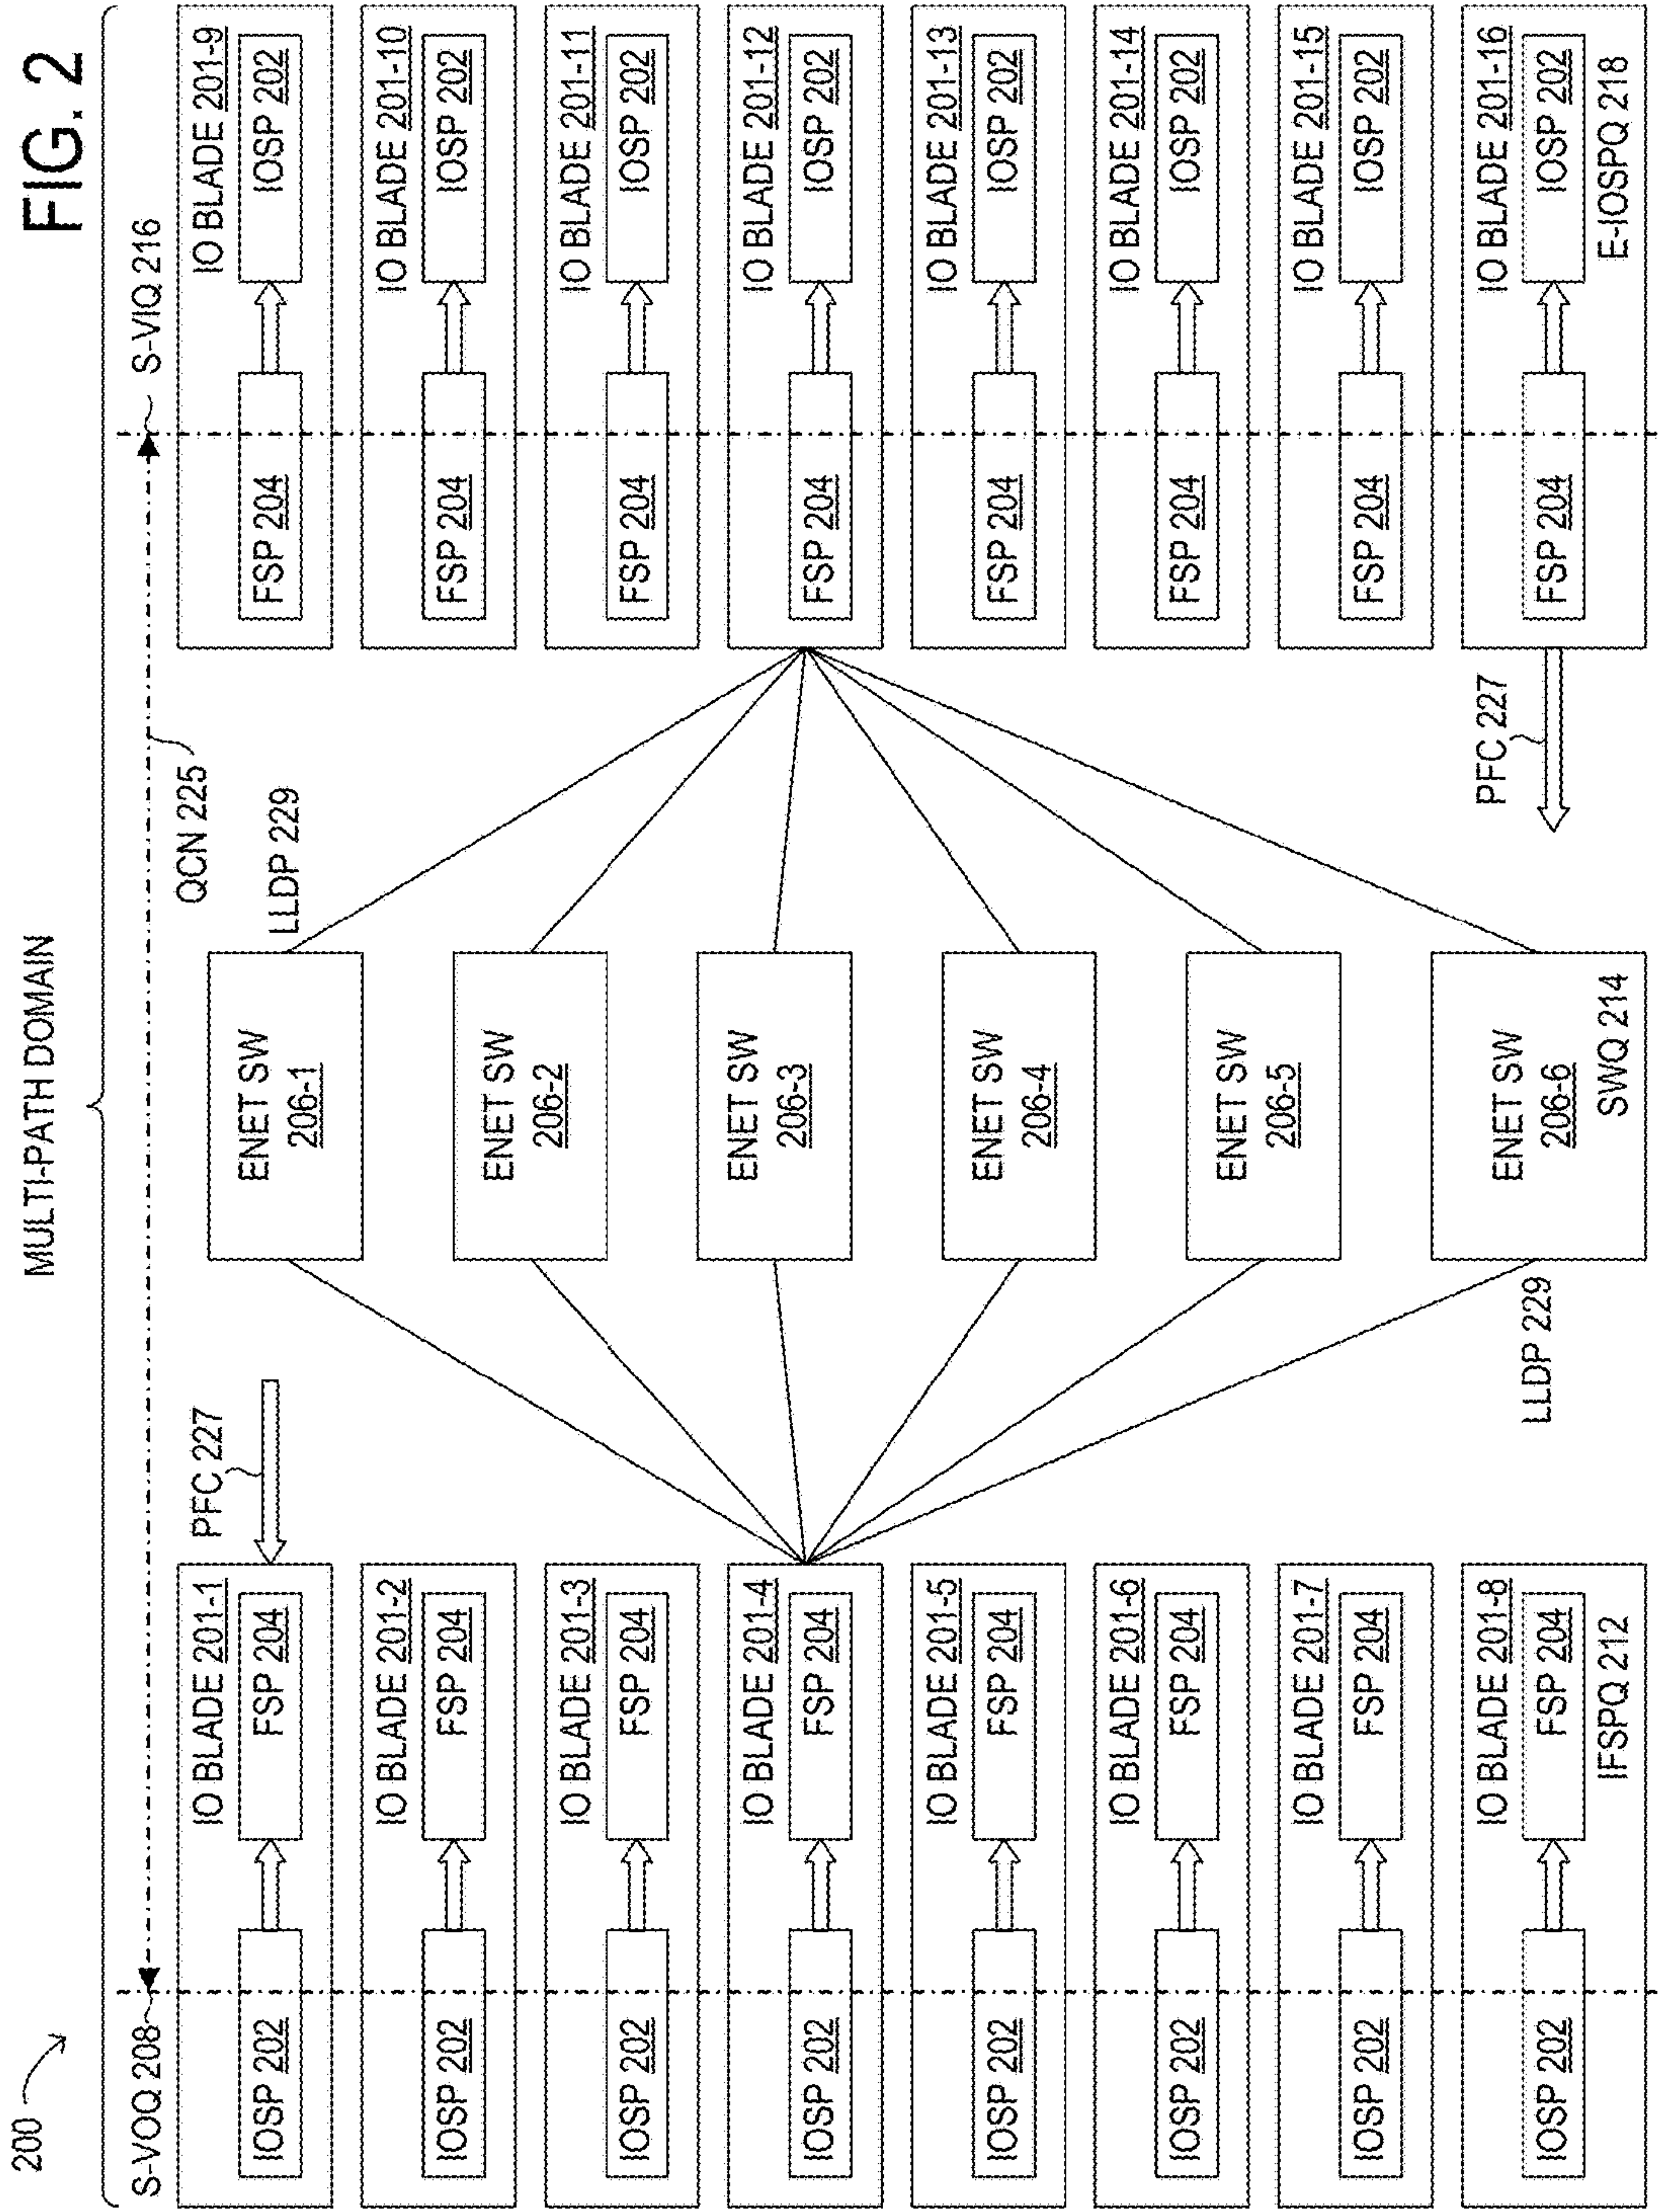 FIG. 2
200
MULTI-PATH DOMAIN
S-VOQ 208
S-VIQ 216
QCN 225
IO BLADE 201-1
IOSP 202
FSP 204
IO BLADE 201-2
IOSP 202
FSP 204
IO BLADE 201-3
IOSP 202
FSP 204
IO BLADE 201-4
IOSP 202
FSP 204
IO BLADE 201-5
IOSP 202
FSP 204
IO BLADE 201-6
IOSP 202
FSP 204
IO BLADE 201-7
IOSP 202
FSP 204
IO BLADE 201-8
IOSP 202
FSP 204
IFSPQ 212
PFC 227
LLDP 229
ENET SW
206-1
ENET SW
206-2
ENET SW
206-3
ENET SW
206-4
ENET SW
206-5
ENET SW
206-6
SWQ 214
LLDP 229
PFC 227
IO BLADE 201-9
FSP 204
IOSP 202
IO BLADE 201-10
FSP 204
IOSP 202
IO BLADE 201-11
FSP 204
IOSP 202
IO BLADE 201-12
FSP 204
IOSP 202
IO BLADE 201-13
FSP 204
IOSP 202
IO BLADE 201-14
FSP 204
IOSP 202
IO BLADE 201-15
FSP 204
IOSP 202
IO BLADE 201-16
FSP 204
IOSP 202
E-IOSPQ 218